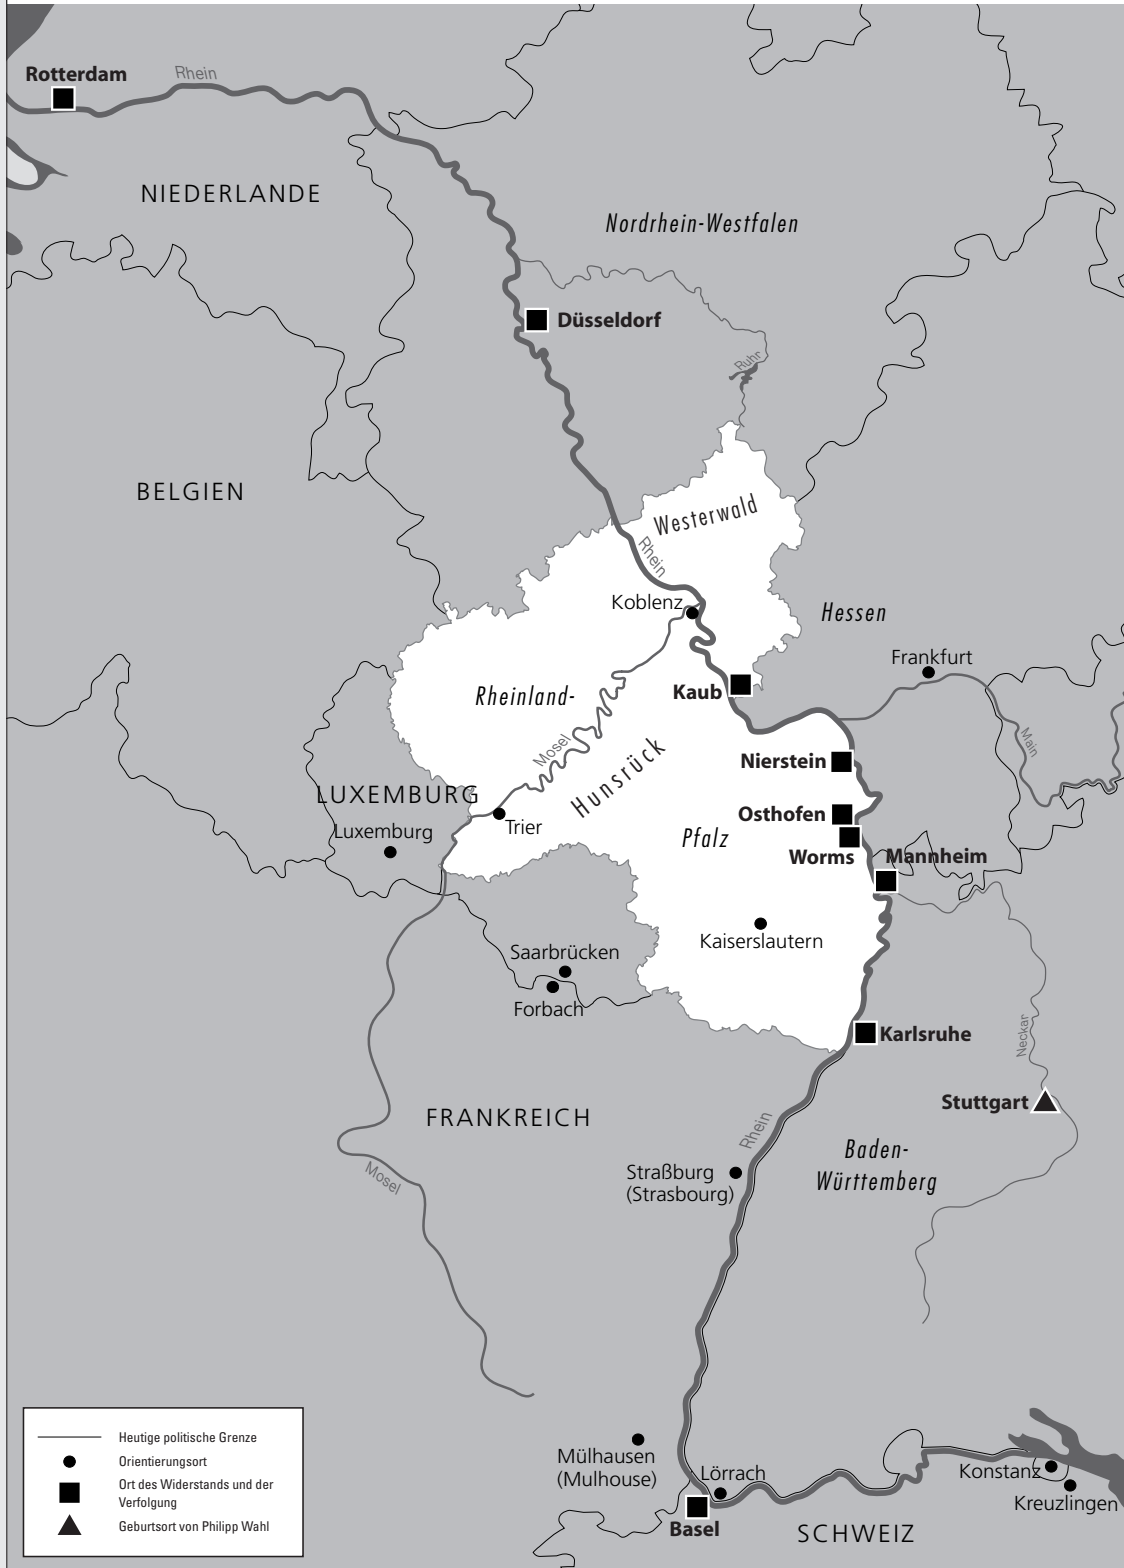 Rotterdam
Rhein
NIEDERLANDE
Nordrhein-Westfalen
Düsseldorf
Ruhr
BELGIEN
Westerwald
Rhein
Koblenz
Hessen
Frankfurt
Kaub
Rheinland-
Main
Mosel
Nierstein
Hunsrück
LUXEMBURG
Osthofen
Trier
Luxemburg
Pfalz
Worms
Mannheim
Kaiserslautern
Saarbrücken
Forbach
Karlsruhe
Neckar
Stuttgart
FRANKREICH
Rhein
Baden-
Württemberg
Mosel
Straßburg
(Strasbourg)
Mülhausen
(Mulhouse)
Lörrach
Konstanz
Kreuzlingen
Basel
SCHWEIZ
Heutige politische Grenze
Orientierungsort
Ort des Widerstands und der
Verfolgung
Geburtsort von Philipp Wahl